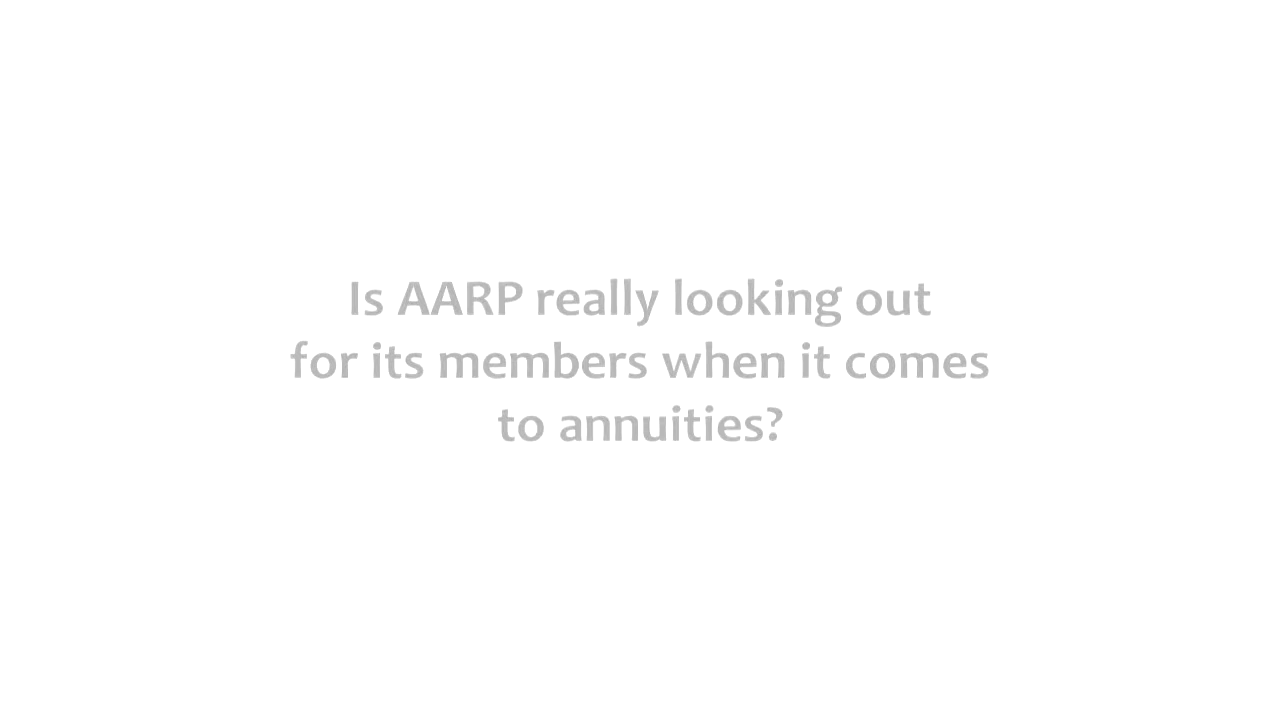 Is AARP really looking out
for its members when it comes
to annuities?